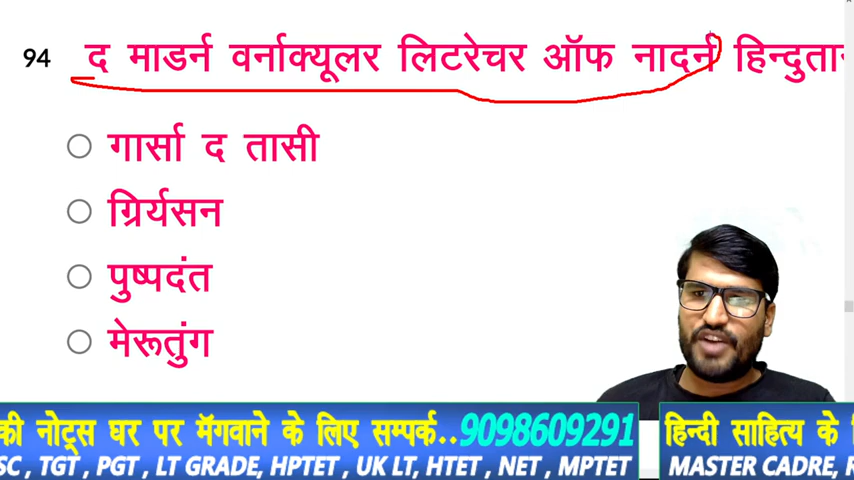 94 द माडर्न वर्नाक्यूलर लिटरेचर ऑफ नादर्न
गार्सा द तासी
ग्रिर्यसन
पुष्पदंत
मेरूतुंग
की नोट्स घर पर मॅगवाने के लिए सम्पर्क..9098609291 हिन्दी साहित्य के
SC , TGT , PGT , LT GRADE, HPTET , UK LT, HTET , NET , MPTET MASTER CADRE,